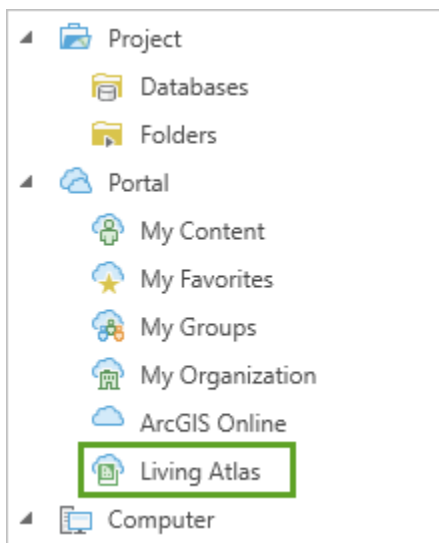 Project
Databases
Folders
Portal
My Content
My Favorites
My Groups
My Organization
ArcGIS Online
Living Atlas
Computer